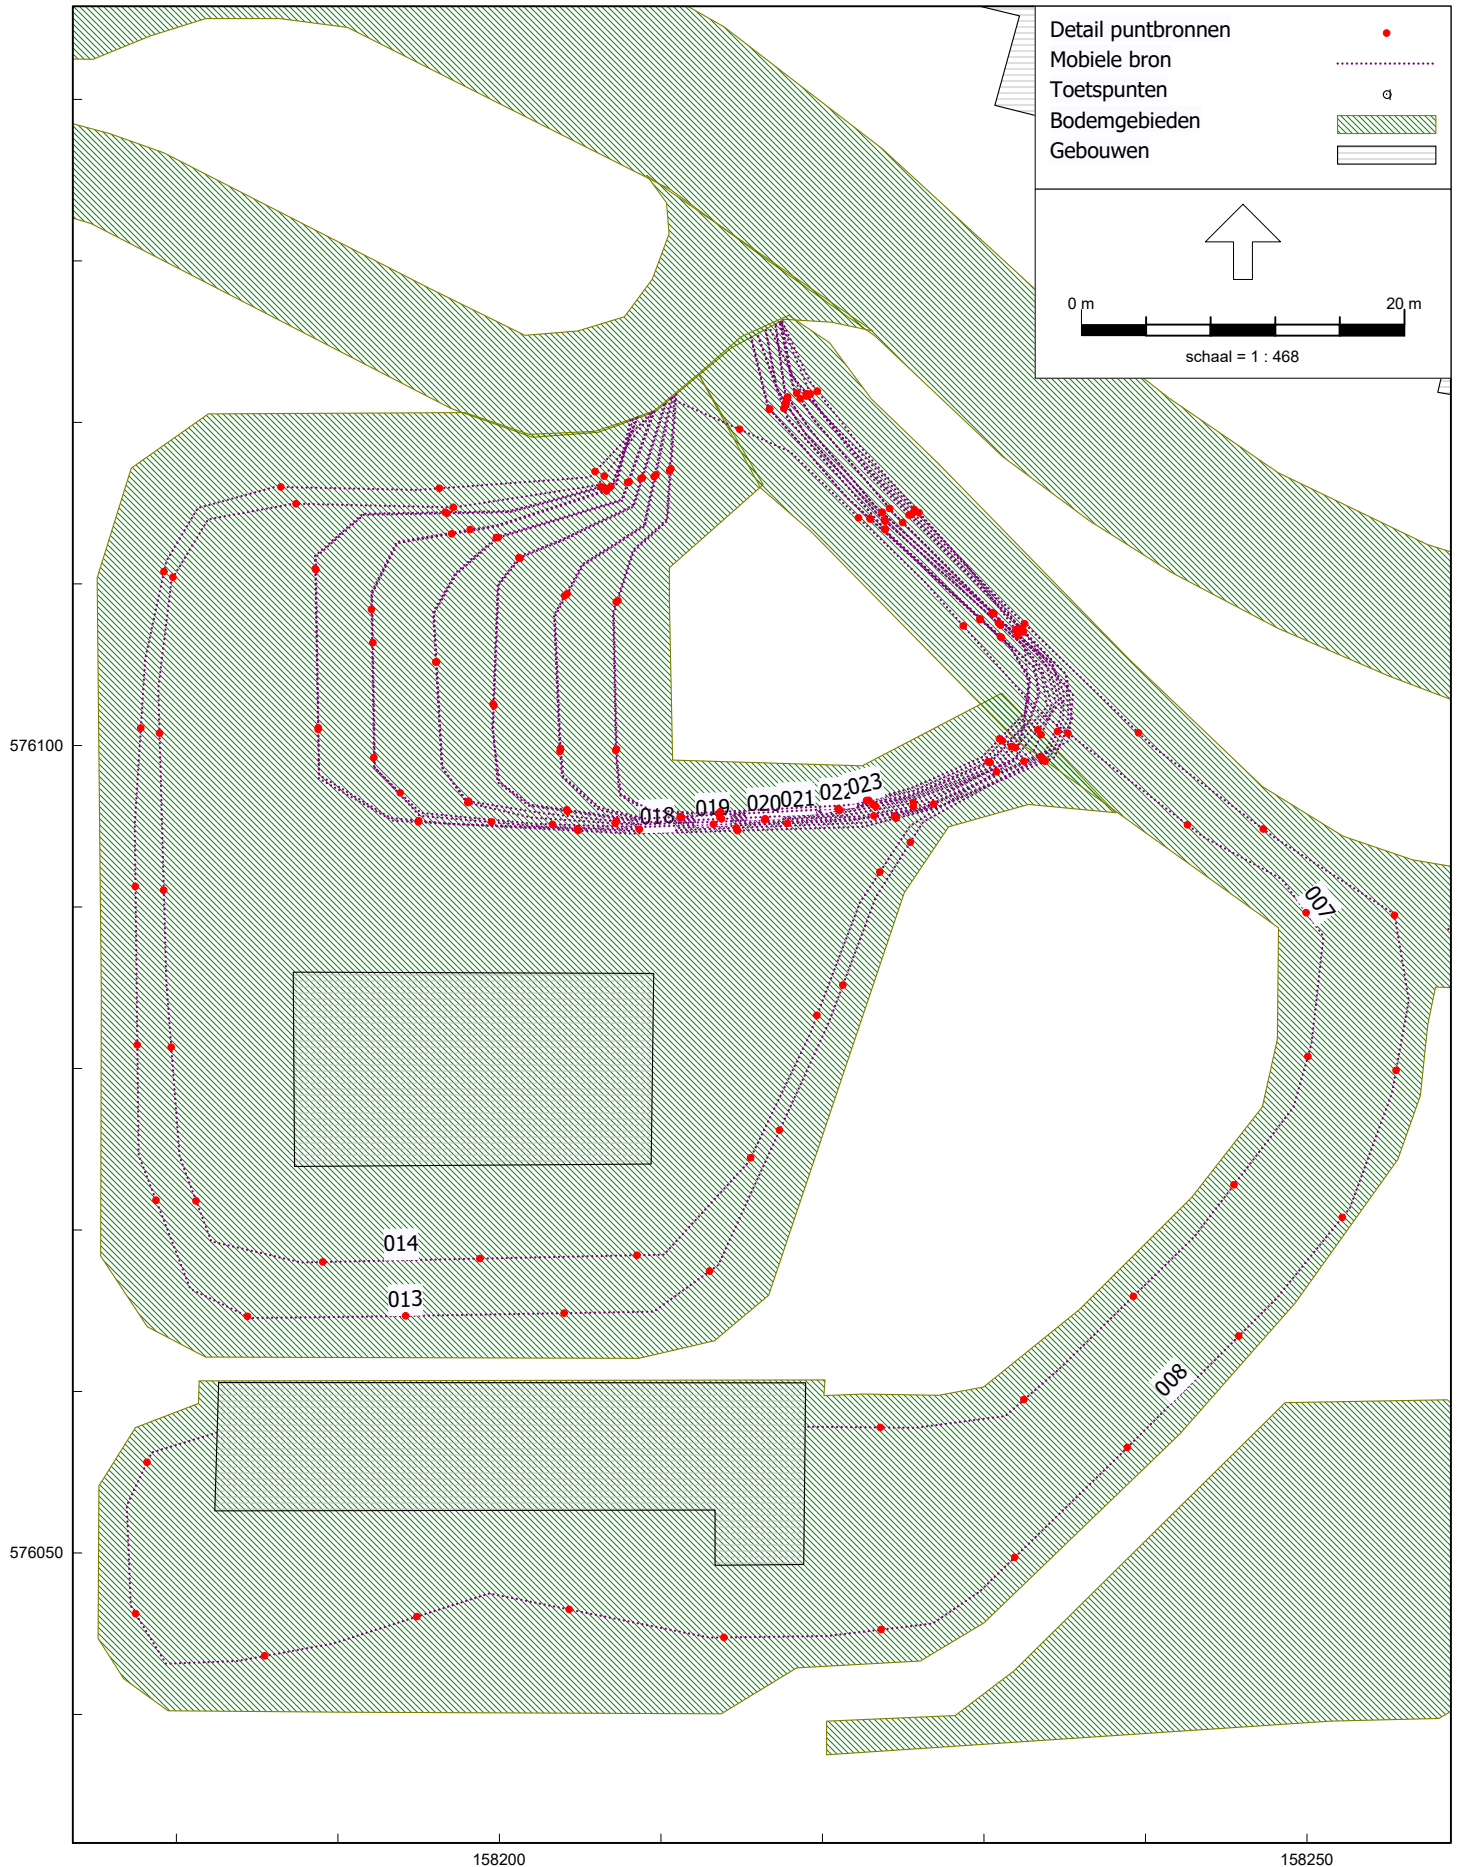 Detail puntbronnen
Mobiele bron
Toetspunten
Bodemgebieden
Gebouwen
0 m 20 m
schaal = 1 : 468
576100
018 019 020 021 022 023
007
014
013
008
576050
158200 158250